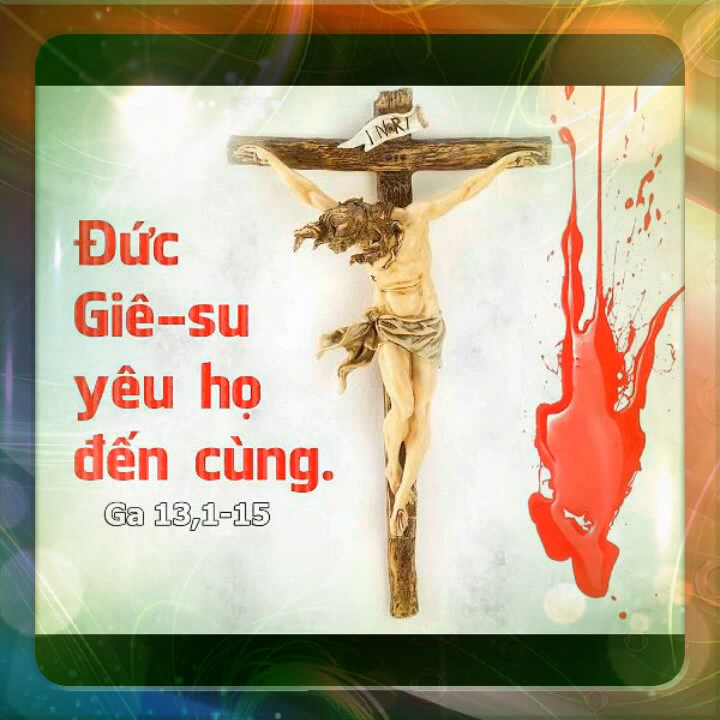 INRI
Đức
Giê-su
yêu họ
đến cùng.
Ga 13,1-15